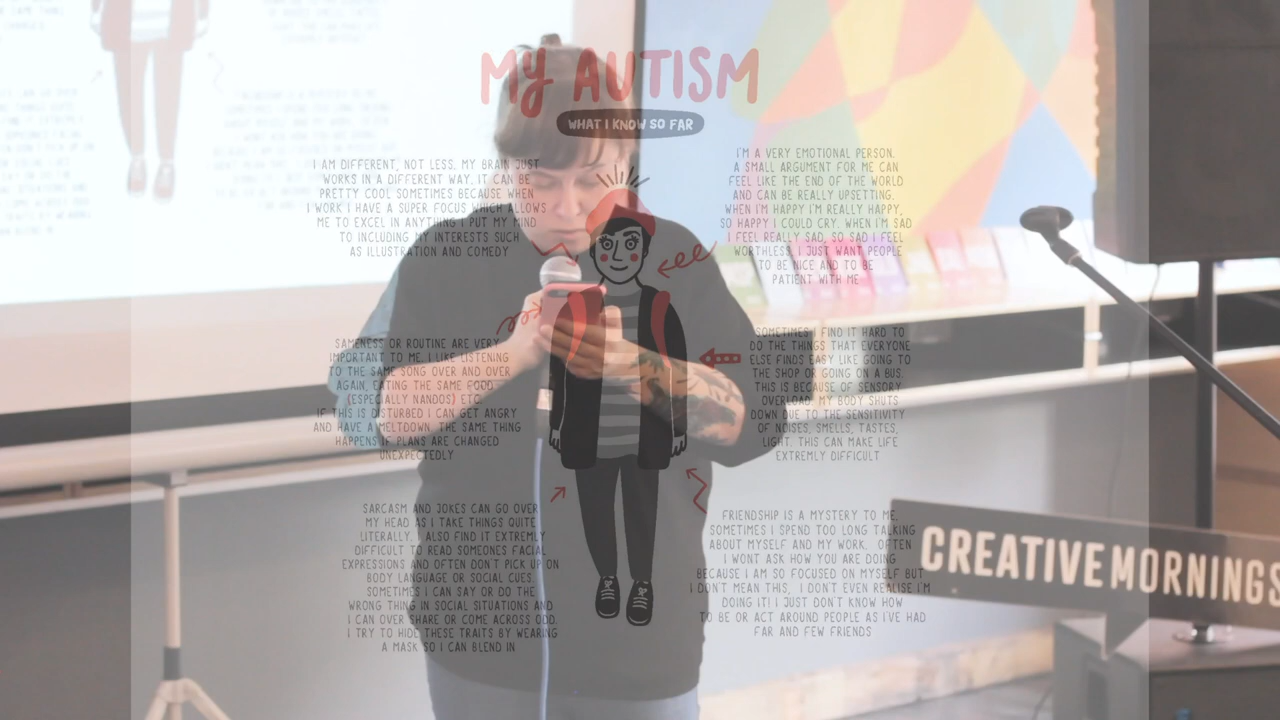 MY AUTISM
WHAT I KNOW SO FAR
I AM DIFFERENT, NOT LESS. MY BRAIN JUST
WORKS IN A DIFFERENT WAY. IT CAN BE
PRETTY COOL SOMETIMES BECAUSE WHEN
I WORK I HAVE A SUPER FOCUS WHICH ALLOWS
ME TO EXCEL IN ANYTHING I PUT MY MIND
TO INCLUDING MY INTERESTS SUCH
AS ILLUSTRATION AND COMEDY
I'M A VERY EMOTIONAL PERSON.
A SMALL ARGUMENT FOR ME CAN
FEEL LIKE THE END OF THE WORLD
AND CAN BE REALLY UPSETTING.
WHEN I'M HAPPY I'M REALLY HAPPY,
SO HAPPY I COULD CRY. WHEN I'M SAD
I FEEL REALLY SAD, SO SAD I FEEL
WORTHLESS. I JUST WANT PEOPLE
TO BE NICE AND TO BE
PATIENT WITH ME
SAMENESS OR ROUTINE ARE VERY
IMPORTANT TO ME. I LIKE LISTENING
TO THE SAME SONG OVER AND OVER
AGAIN, EATING THE SAME FOOD
(ESPECIALLY NANDOS) ETC.
IF THIS IS DISTURBED I CAN GET ANGRY
AND HAVE A MELTDOWN. THE SAME THING
HAPPENS IF PLANS ARE CHANGED
UNEXPECTEDLY
SOMETIMES I FIND IT HARD TO
DO THE THINGS THAT EVERYONE
ELSE FINDS EASY LIKE GOING TO
THE SHOP OR GOING ON A BUS.
THIS IS BECAUSE OF SENSORY
OVERLOAD. MY BODY SHUTS
DOWN DUE TO THE SENSITIVITY
OF NOISES, SMELLS, TASTES,
LIGHT. THIS CAN MAKE LIFE
EXTREMLY DIFFICULT
SARCASM AND JOKES CAN GO OVER
MY HEAD AS I TAKE THINGS QUITE
LITERALLY. I ALSO FIND IT EXTREMLY
DIFFICULT TO READ SOMEONES FACIAL
EXPRESSIONS AND OFTEN DON'T PICK UP ON
BODY LANGUAGE OR SOCIAL CUES.
SOMETIMES I CAN SAY OR DO THE
WRONG THING IN SOCIAL SITUATIONS AND
I CAN OVER SHARE OR COME ACROSS ODD.
I TRY TO HIDE THESE TRAITS BY WEARING
A MASK SO I CAN BLEND IN
FRIENDSHIP IS A MYSTERY TO ME.
SOMETIMES I SPEND TOO LONG TALKING
ABOUT MYSELF AND MY WORK. OFTEN
I WONT ASK HOW YOU ARE DOING
BECAUSE I AM SO FOCUSED ON MYSELF BUT
I DON'T MEAN THIS, I DON'T EVEN REALISE I'M
DOING IT! I JUST DON'T KNOW HOW
TO BE OR ACT AROUND PEOPLE AS I'VE HAD
FAR AND FEW FRIENDS
CREATIVEMORNINGS